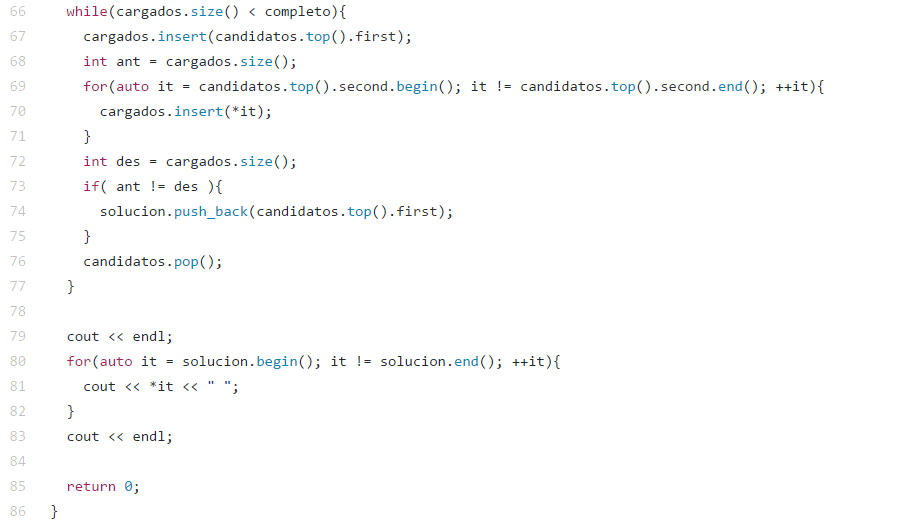 66     while(cargados.size() < completo){
67       cargados.insert(candidatos.top().first);
68       int ant = cargados.size();
69       for(auto it = candidatos.top().second.begin(); it != candidatos.top().second.end(); ++it){
70         cargados.insert(*it);
71       }
72       int des = cargados.size();
73       if( ant != des ){
74         solucion.push_back(candidatos.top().first);
75       }
76       candidatos.pop();
77     }
78
79     cout << endl;
80     for(auto it = solucion.begin(); it != solucion.end(); ++it){
81       cout << *it << " ";
82     }
83     cout << endl;
84
85     return 0;
86   }